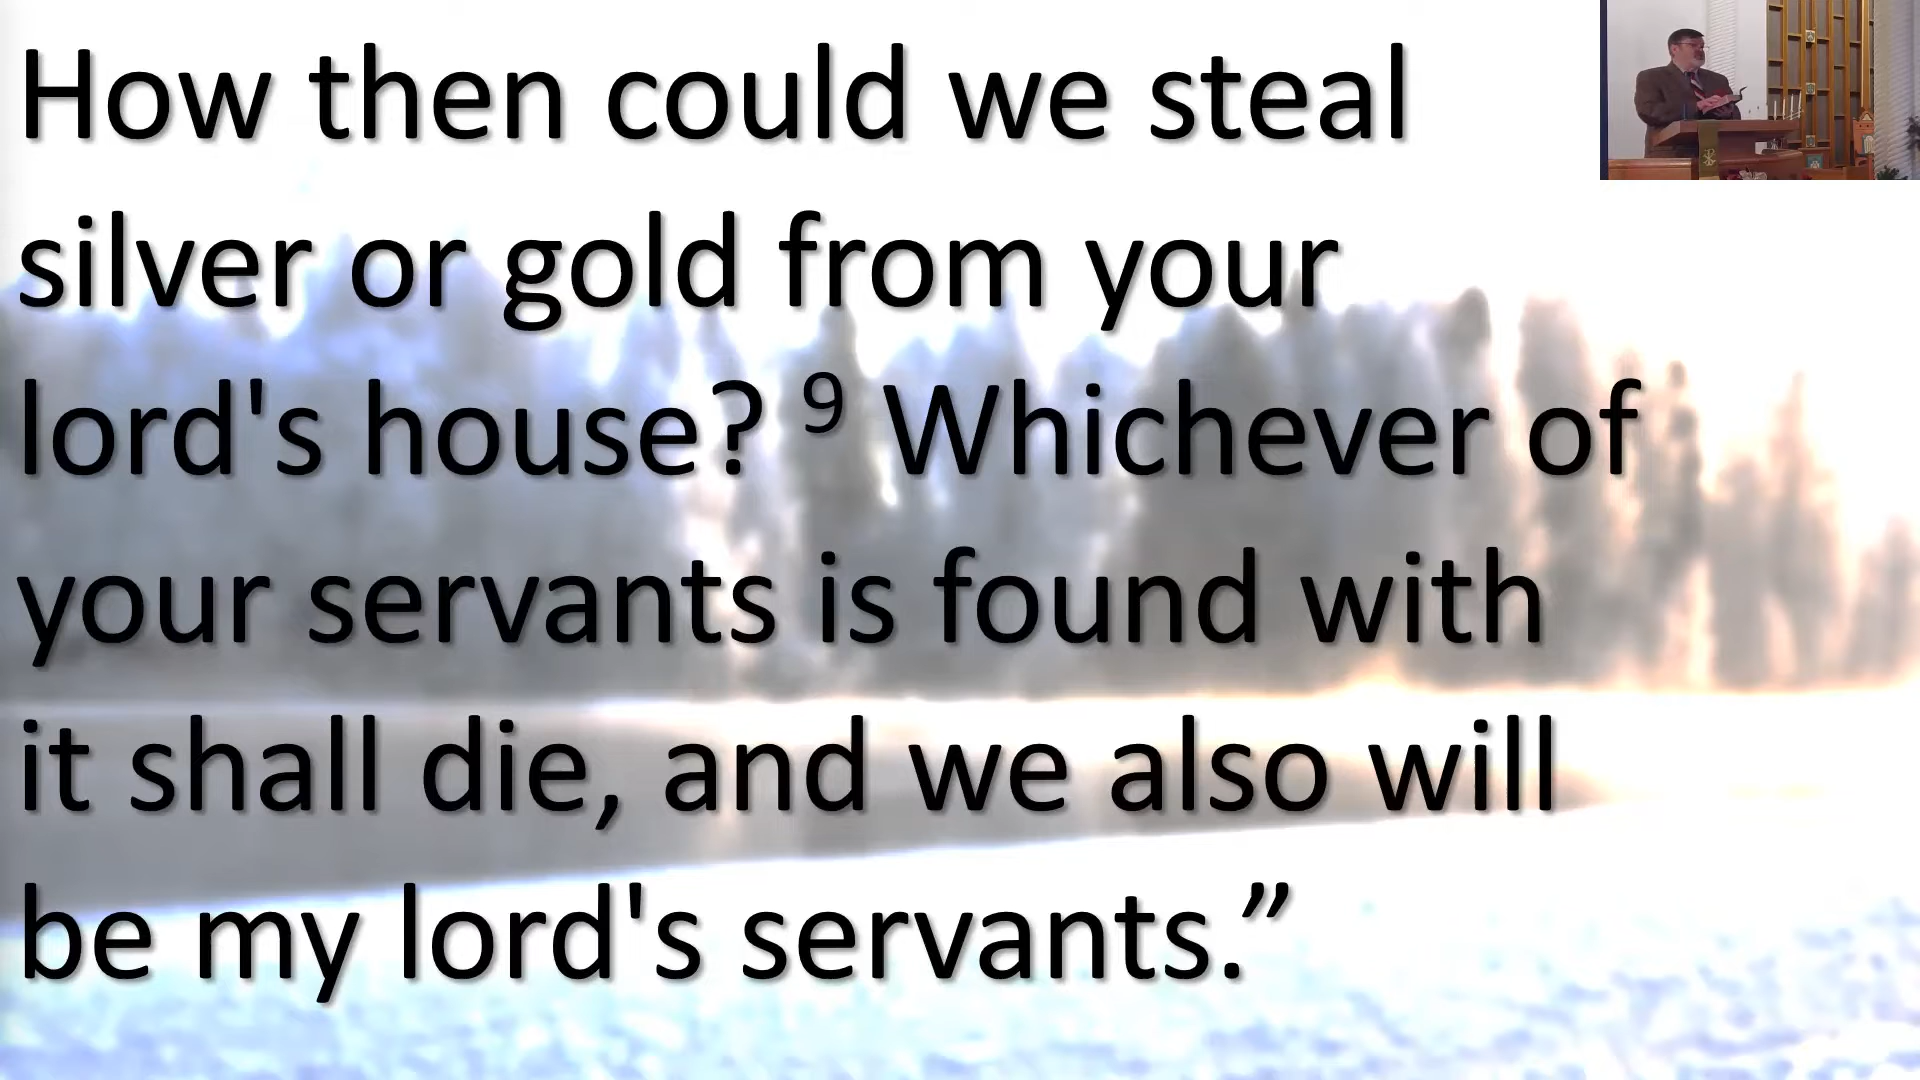 How then could we steal
silver or gold from your
lord's house? 9 Whichever of
your servants is found with
it shall die, and we also will
be my lord's servants.”